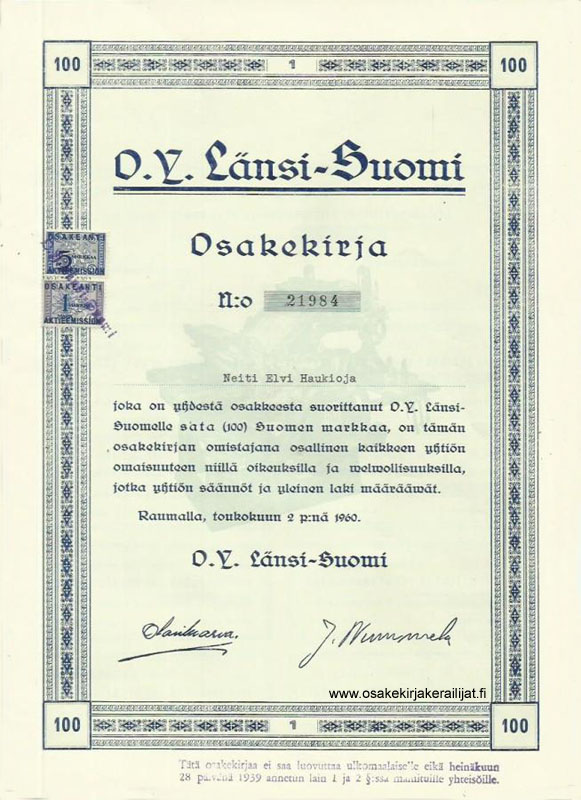 100 1 100
O.Y. Länsi-Suomi
Osakekirja
N:o 21984
OSAKEANTI
5 MARKKAA
AKTIEEMISSION
OSAKEANTI
1
AKTIEEMISSION
Neiti Elvi Haukioja
joka on yhdestä osakkeesta suorittanut O.Y. Länsi-
Suomelle sata (100) Suomen markkaa, on tämän
osakekirjan omistajana osallinen kaikkeen yhtiön
omaisuuteen niillä oikeuksilla ja welwollisuuksilla,
jotka yhtiön säännöt ja yleinen laki määrääwät.
Raumalla, toukokuun 2 p:nä 1960.
O.Y. Länsi-Suomi
J. Nummela
www.osakekirjakerailijat.fi
100 1 100
Tätä osakekirjaa ei saa luovuttaa ulkomaalaiselle eikä heinäkuun
28 päivänä 1939 annetun lain 1 ja 2 §:ssä mainituille yhteisöille.